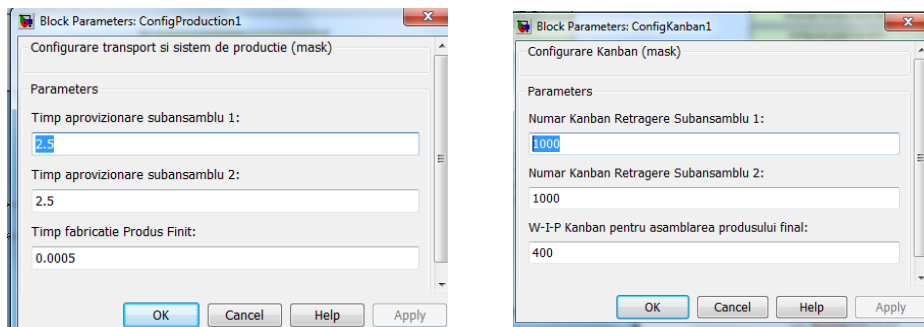 Block Parameters: ConfigProduction1
Configurare transport si sistem de productie (mask)
Parameters
Timp aprovizionare subansamblu 1:
2.5
Timp aprovizionare subansamblu 2:
2.5
Timp fabricatie Produs Finit:
0.0005
OK Cancel Help Apply
Block Parameters: ConfigKanban1
Configurare Kanban (mask)
Parameters
Numar Kanban Retragere Subansamblu 1:
1000
Numar Kanban Retragere Subansamblu 2:
1000
W-I-P Kanban pentru asamblarea produsului final:
400
OK Cancel Help Apply